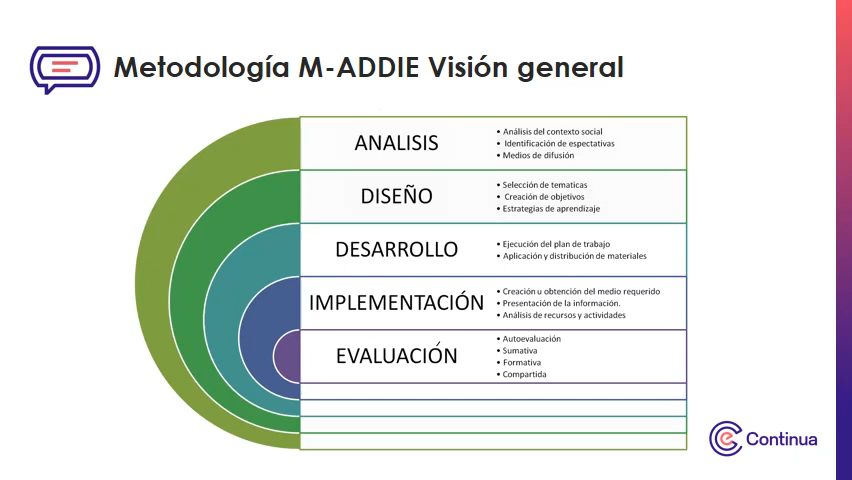 Metodología M-ADDIE Visión general
ANALISIS
• Análisis del contexto social
• Identificación de espectativas
• Medios de difusión
DISEÑO
• Selección de tematicas
• Creación de objetivos
• Estrategias de aprendizaje
DESARROLLO
• Ejecución del plan de trabajo
• Aplicación y distribución de materiales
IMPLEMENTACIÓN
• Creación u obtención del medio requerido
• Presentación de la información.
• Análisis de recursos y actividades
EVALUACIÓN
• Autoevaluación
• Sumativa
• Formativa
• Compartida
Continua